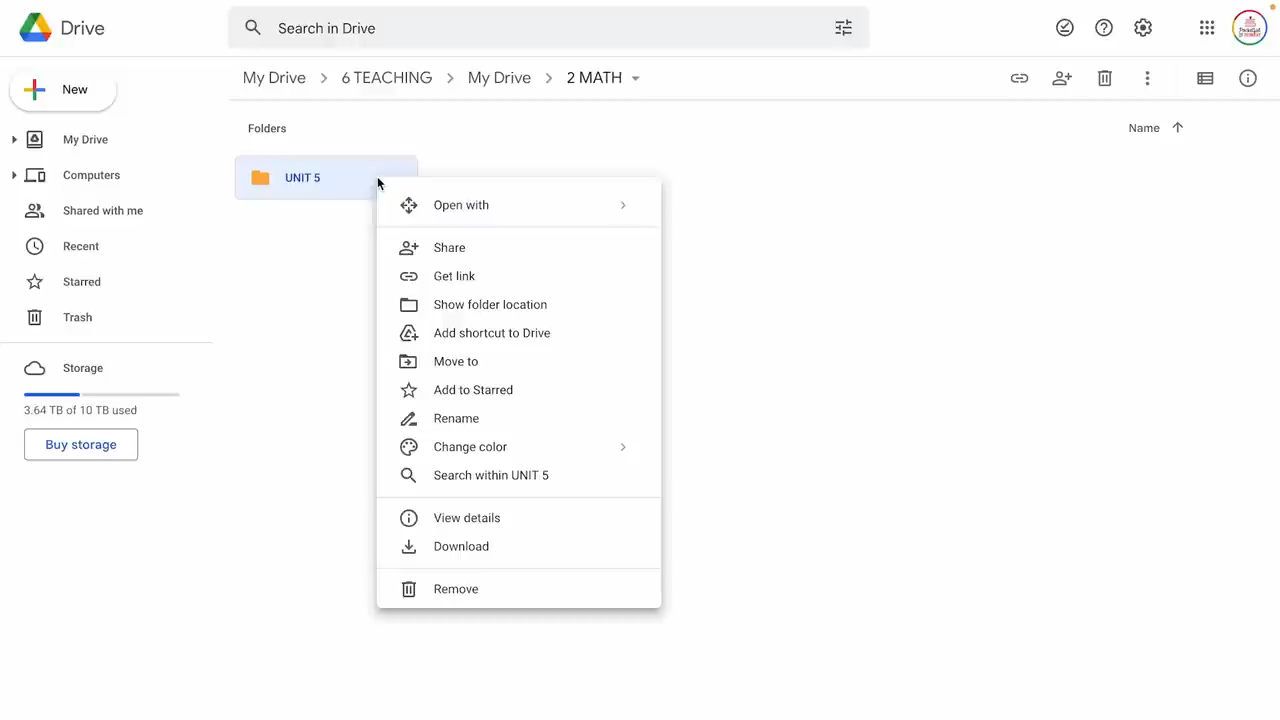 Drive
Search in Drive
My Drive
6 TEACHING
My Drive
2 MATH
New
My Drive
Computers
Shared with me
Recent
Starred
Trash
Storage
3.64 TB of 10 TB used
Buy storage
Folders
Name
UNIT 5
Open with
Share
Get link
Show folder location
Add shortcut to Drive
Move to
Add to Starred
Rename
Change color
Search within UNIT 5
View details
Download
Remove